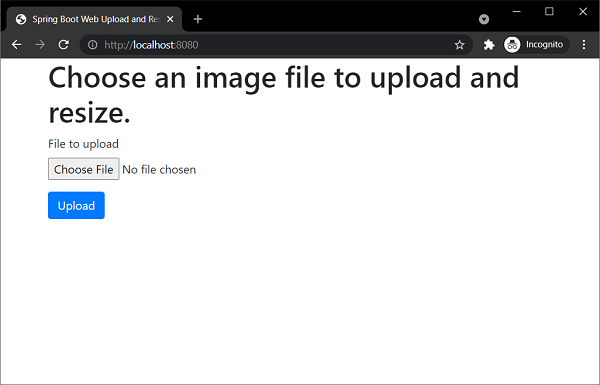 Spring Boot Web Upload and Res
http://localhost:8080
Incognito
Choose an image file to upload and
resize.
File to upload
Choose File No file chosen
Upload